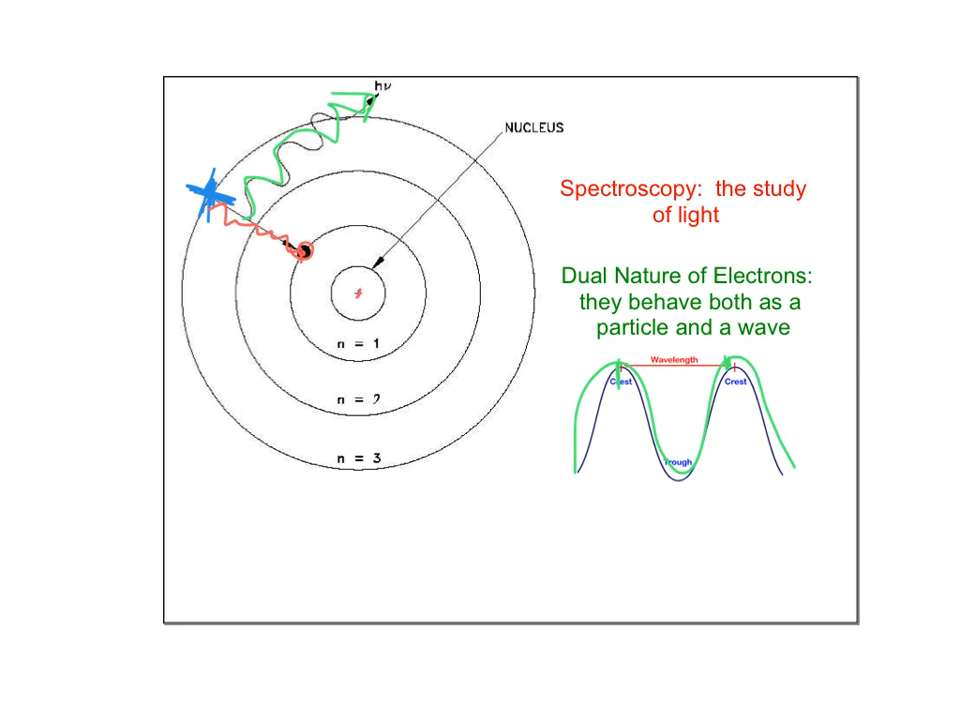 hν
NUCLEUS
Spectroscopy: the study
of light
Dual Nature of Electrons:
they behave both as a
particle and a wave
Wavelength
Crest
Crest
Trough
n = 1
n = 2
n = 3